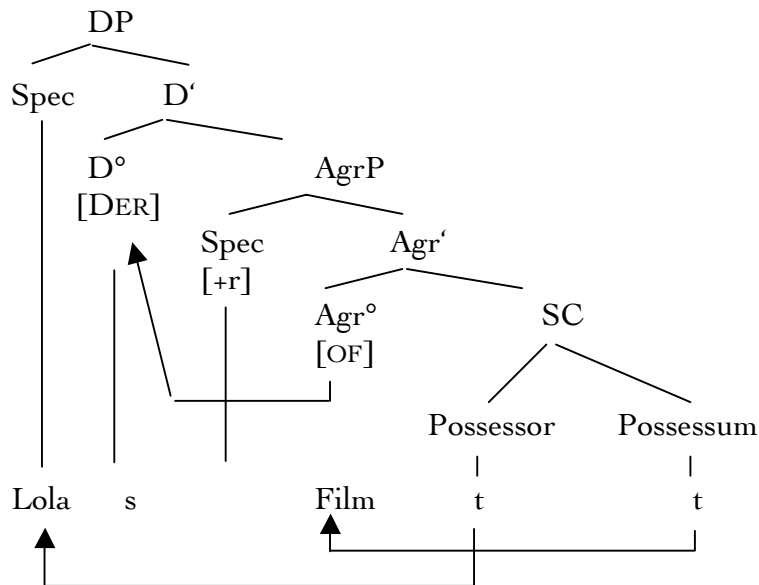 DP
Spec D‘
D° AgrP
[DER]
Spec Agr‘
[+r]
Agr° SC
[OF]
Possessor Possessum
Lola s Film t t